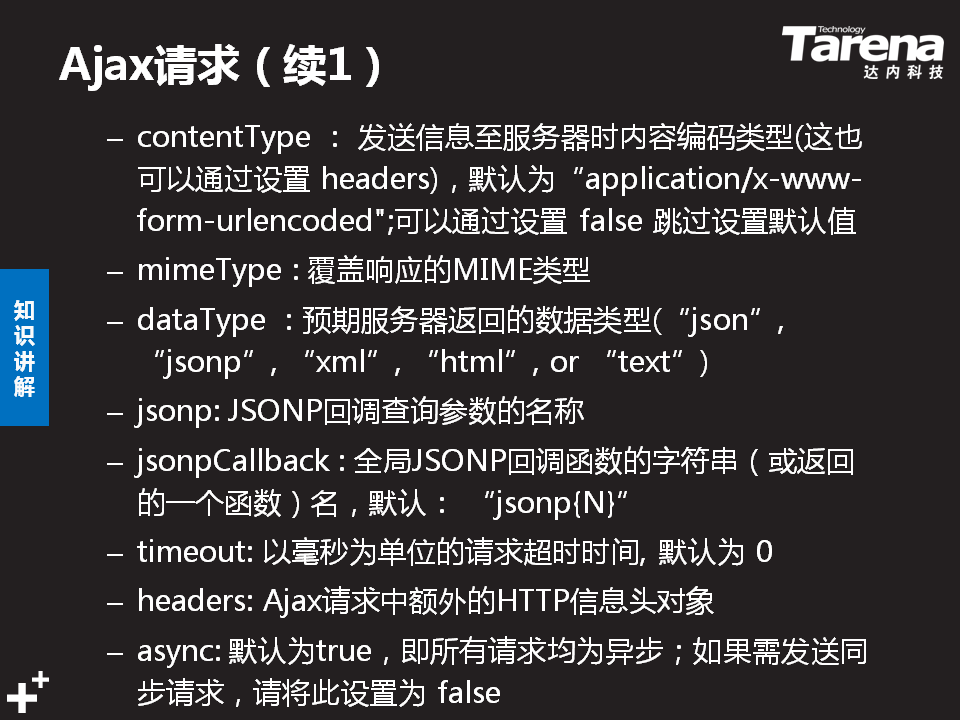 Ajax请求（续1）
Technology
Tarena
达内科技
– contentType ： 发送信息至服务器时内容编码类型(这也
可以通过设置 headers)，默认为“application/x-www-
form-urlencoded";可以通过设置 false 跳过设置默认值
– mimeType : 覆盖响应的MIME类型
– dataType ：预期服务器返回的数据类型(“json”,
“jsonp”, “xml”, “html”, or “text”)
– jsonp: JSONP回调查询参数的名称
– jsonpCallback : 全局JSONP回调函数的字符串（或返回
的一个函数）名，默认： “jsonp{N}”
– timeout: 以毫秒为单位的请求超时时间, 默认为 0
– headers: Ajax请求中额外的HTTP信息头对象
– async: 默认为true，即所有请求均为异步；如果需发送同
步请求，请将此设置为 false
知
识
讲
解